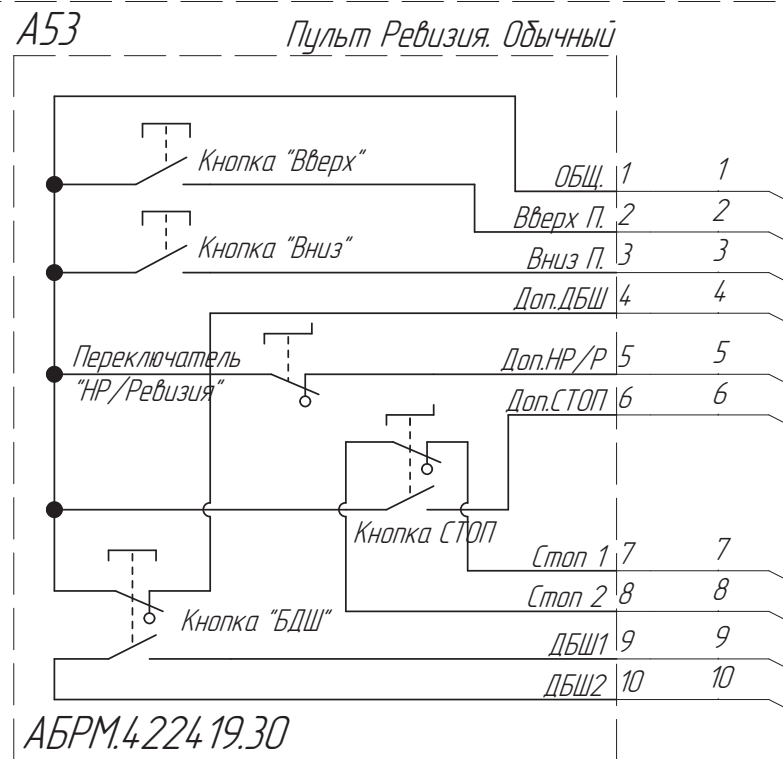 А53
Пульт Ревизия. Обычный
Кнопка "Вверх"
ОБЩ. 1 1
Вверх П. 2 2
Кнопка "Вниз"
Вниз П. 3 3
Доп.ДБШ 4 4
Переключатель
"НР/Ревизия"
Доп.НР/Р 5 5
Доп.СТОП 6 6
Кнопка СТОП
Стоп 1 7 7
Стоп 2 8 8
Кнопка "БДШ"
ДБШ1 9 9
ДБШ2 10 10
АБРМ.422419.30